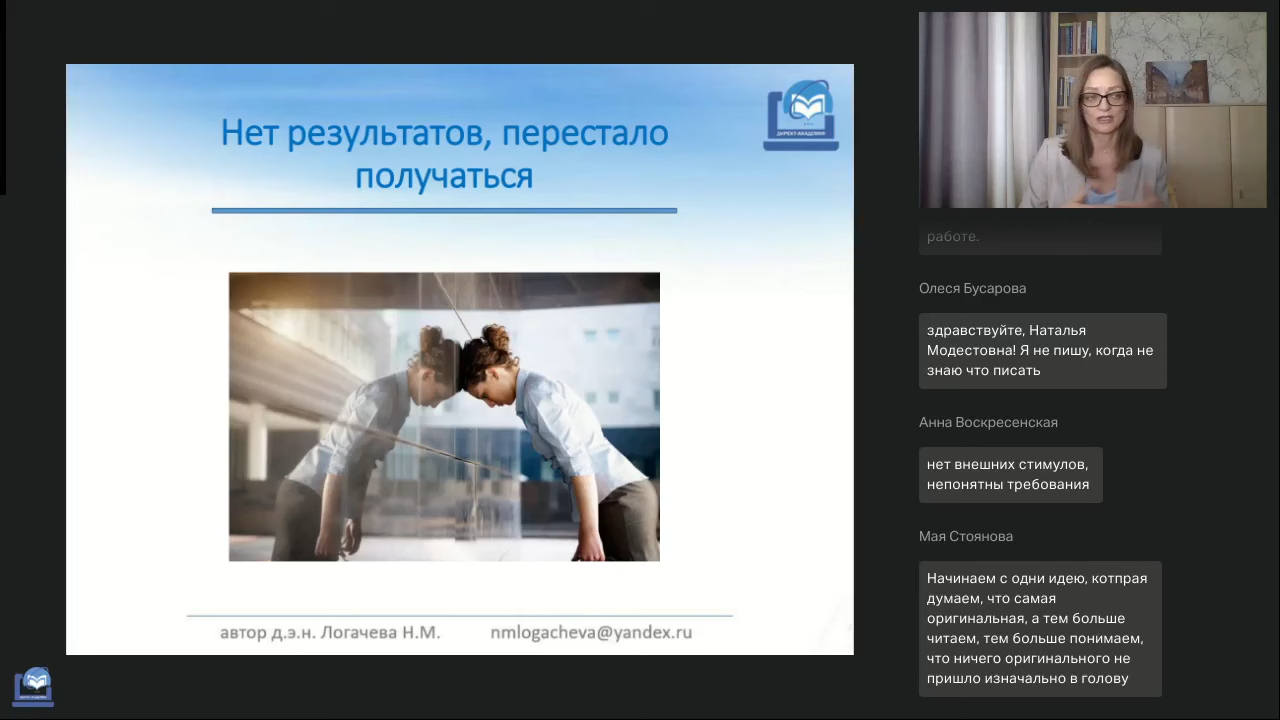 Нет результатов, перестало
получаться
ДИРЕКТ-АКАДЕМИЯ
автор д.э.н. Логачева Н.М. nmlogacheva@yandex.ru
работе.
Олеся Бусарова
здравствуйте, Наталья
Модестовна! Я не пишу, когда не
знаю что писать
Анна Воскресенская
нет внешних стимулов,
непонятны требования
Мая Стоянова
Начинаем с одни идею, котпрая
думаем, что самая
оригинальная, а тем больше
читаем, тем больше понимаем,
что ничего оригинального не
пришло изначально в голову